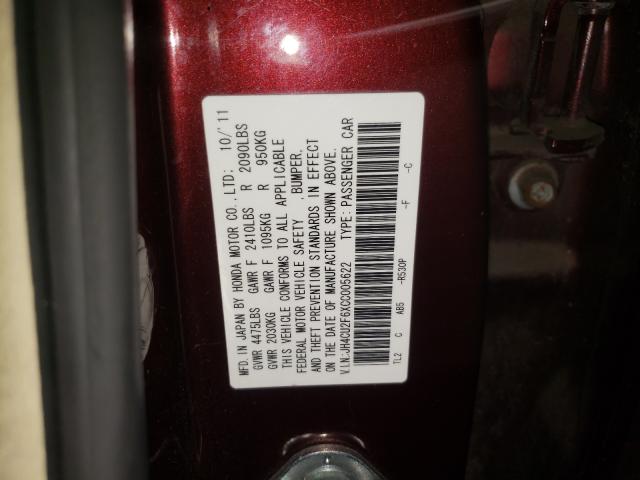 MFD. IN JAPAN BY HONDA MOTOR CO., LTD: 10/'11
GVWR 4475LBS GAWR F 2410LBS R 2090LBS
GVWR 2030KG GAWR F 1095KG R 950KG
THIS VEHICLE CONFORMS TO ALL APPLICABLE
FEDERAL MOTOR VEHICLE SAFETY , BUMPER,
AND THEFT PREVENTION STANDARDS IN EFFECT
ON THE DATE OF MANUFACTURE SHOWN ABOVE.
V.I.N.:JH4CU2F6XCC005622 TYPE: PASSENGER CAR
TL2 C AB5 -R530P -F -C